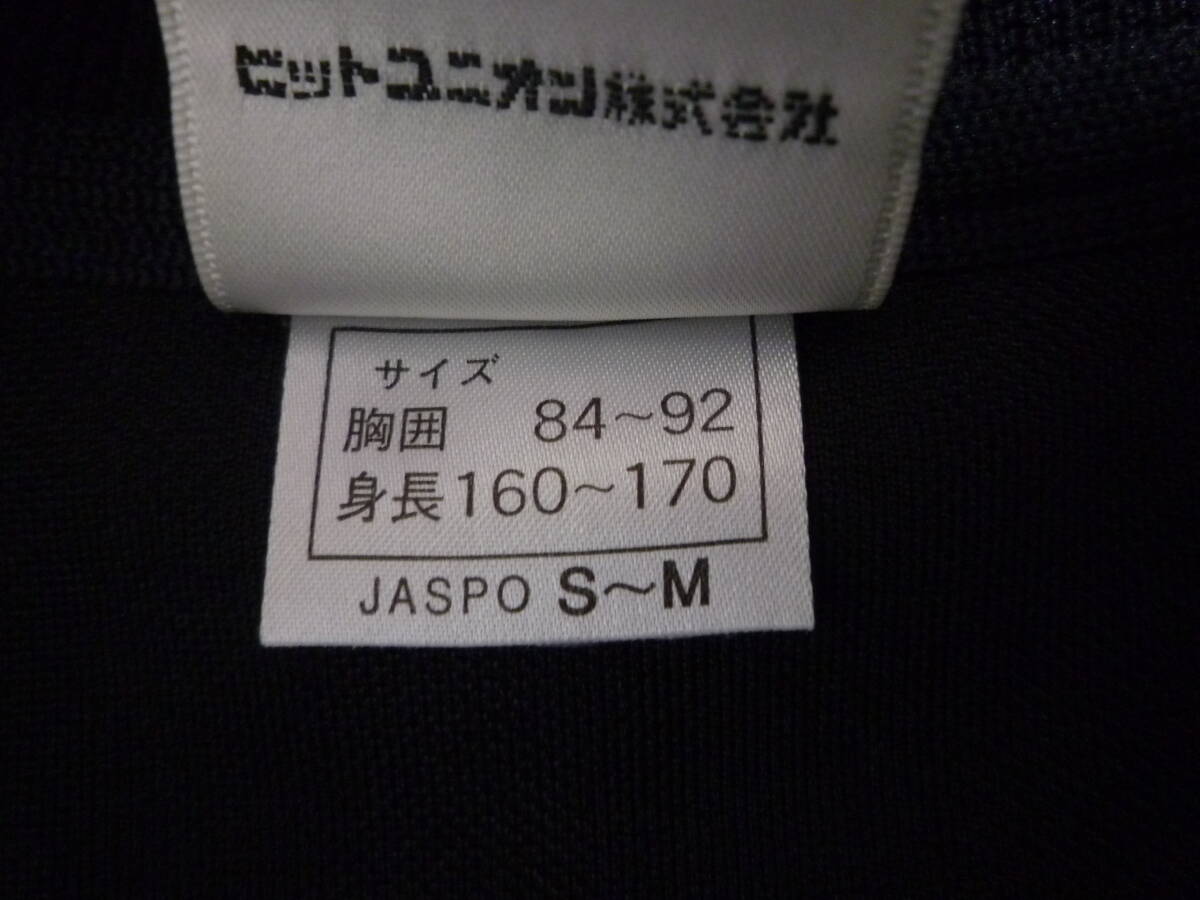 ヒットユニオン株式会社
サイズ
胸囲 84～92
身長160～170
JASPO S～M